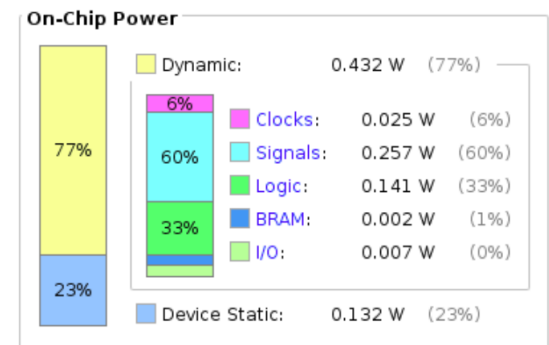 On-Chip Power
Dynamic: 0.432 W (77%)
6%
Clocks: 0.025 W (6%)
77%
60%
Signals: 0.257 W (60%)
Logic: 0.141 W (33%)
33%
BRAM: 0.002 W (1%)
I/O: 0.007 W (0%)
23%
Device Static: 0.132 W (23%)